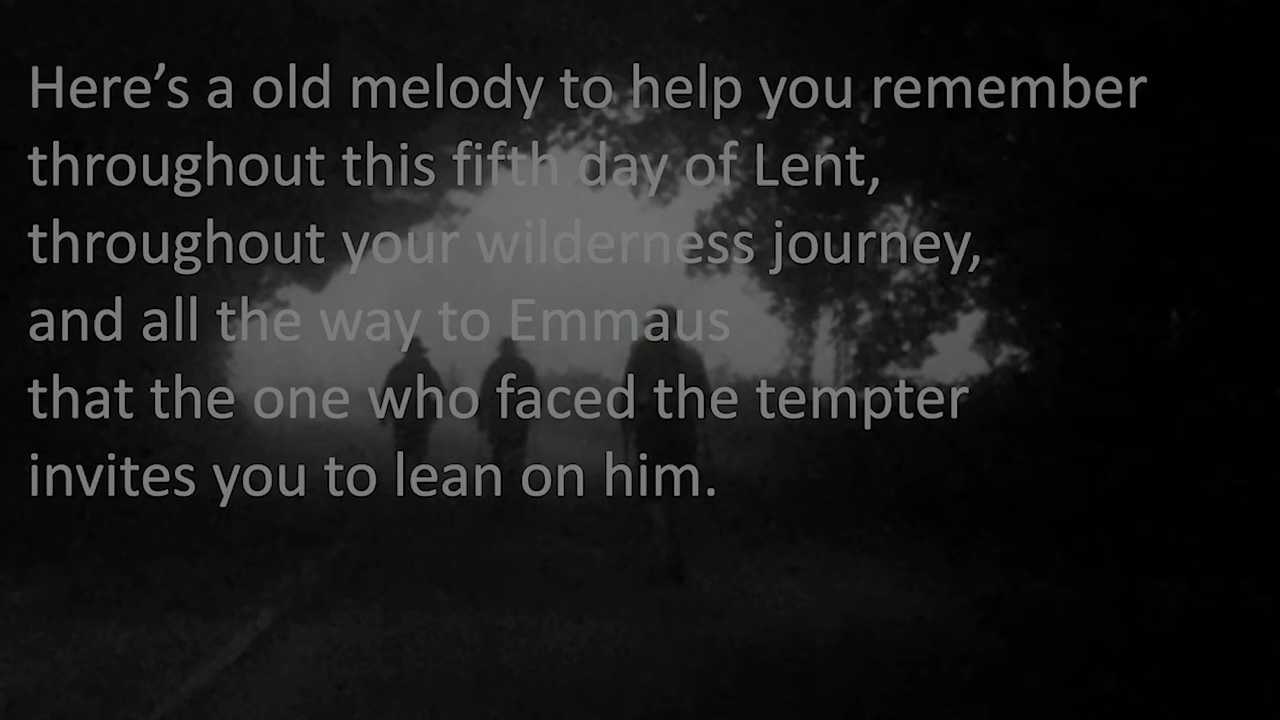 Here’s a old melody to help you remember
throughout this fifth day of Lent,
throughout your wilderness journey,
and all the way to Emmaus
that the one who faced the tempter
invites you to lean on him.